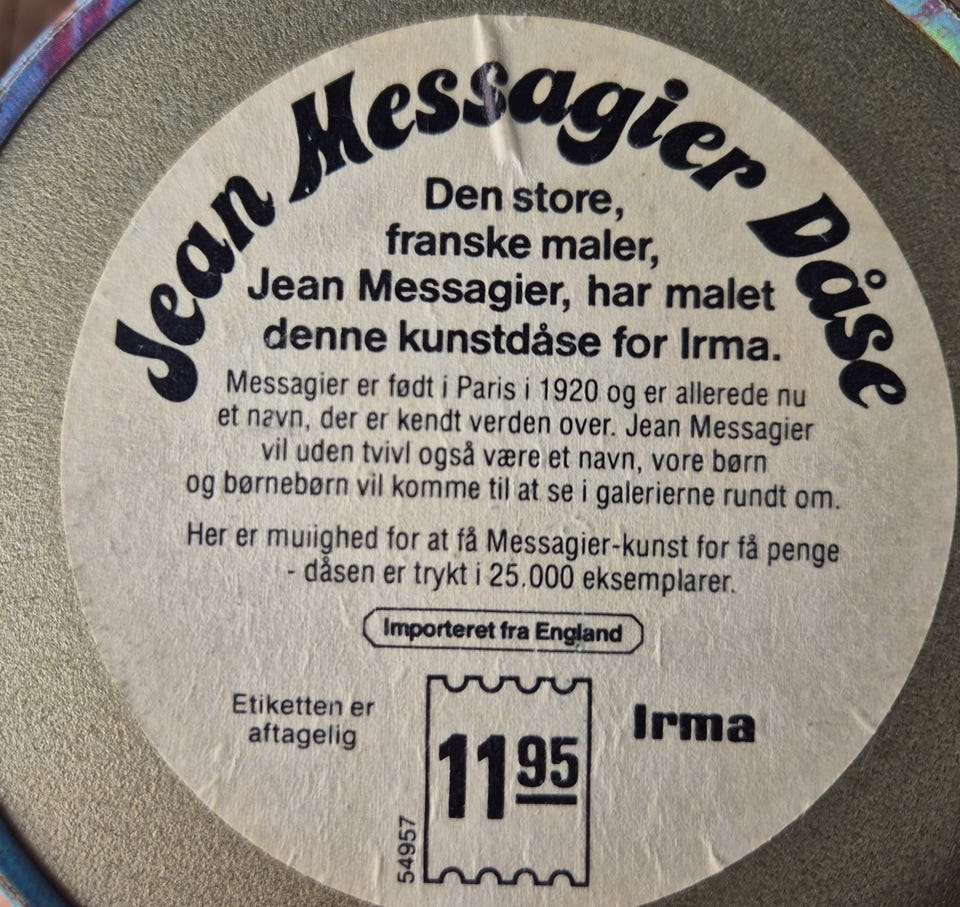 Jean Messagier Dåse
Den store,
franske maler,
Jean Messagier, har malet
denne kunstdåse for Irma.
Messagier er født i Paris i 1920 og er allerede nu
et navn, der er kendt verden over. Jean Messagier
vil uden tvivl også være et navn, vore børn
og børnebørn vil komme til at se i galerierne rundt om.
Her er mulighed for at få Messagier-kunst for få penge
- dåsen er trykt i 25.000 eksemplarer.
Importeret fra England
Etiketten er
aftagelig
11 95
Irma
54957